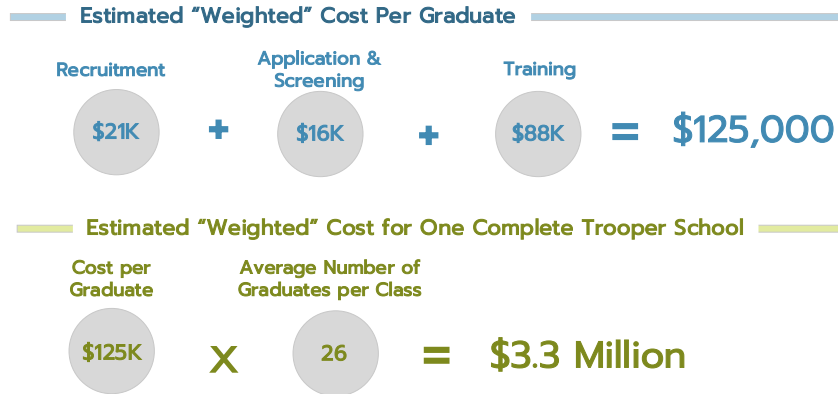 Estimated “Weighted” Cost Per Graduate
Recruitment
Application &
Screening
Training
$21K + $16K + $88K = $125,000
Estimated “Weighted” Cost for One Complete Trooper School
Cost per
Graduate
Average Number of
Graduates per Class
$125K X 26 = $3.3 Million